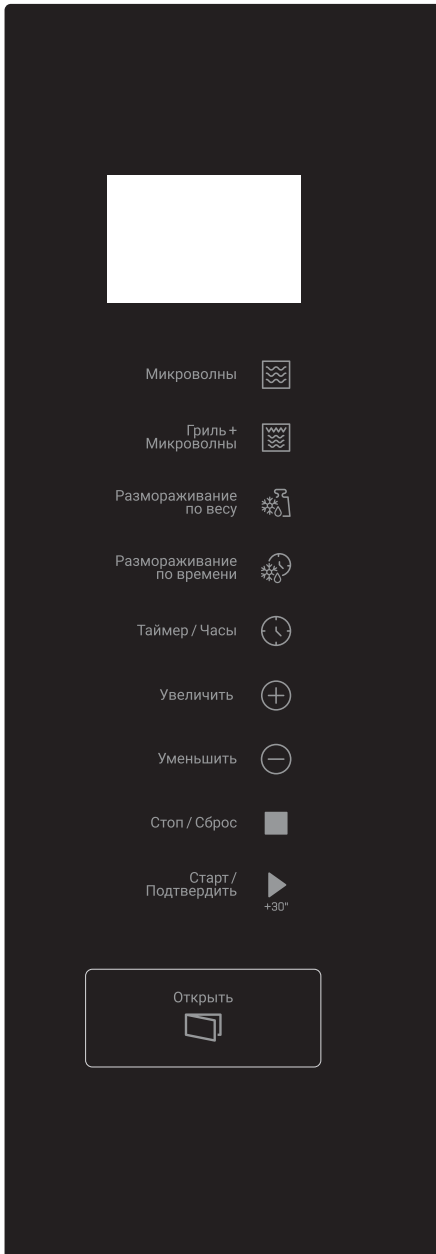 Микроволны
Гриль +
Микроволны
Размораживание
по весу
Размораживание
по времени
Таймер / Часы
Увеличить
Уменьшить
Стоп / Сброс
Старт /
Подтвердить
+30"
Открыть